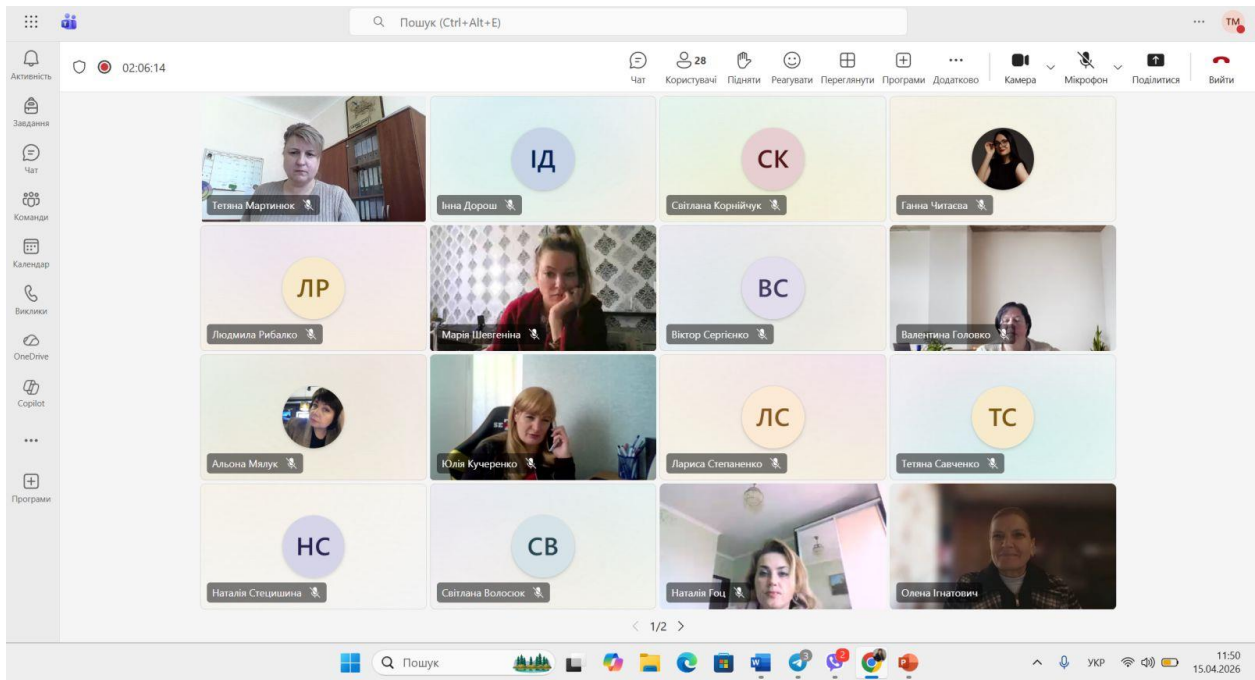 Пошук (Ctrl+Alt+E)
TM
Активність
Завдання
Чат
Команди
Календар
Виклики
OneDrive
Copilot
Програми
02:06:14
Чат
28
Користувачі
Підняти
Реагувати
Переглянути
Програми
Додатково
Камера
Мікрофон
Поділитися
Вийти
Тетяна Мартинюк
ІД
Інна Дорош
СК
Світлана Корнійчук
Ганна Читаєва
ЛР
Людмила Рибалко
Марія Шевгеніна
ВС
Віктор Сергієнко
Валентина Головко
Альона Мялук
Юлія Кучеренко
ЛС
Лариса Степаненко
ТС
Тетяна Савченко
НС
Наталія Стецишина
СВ
Світлана Волосюк
Наталія Гоц
Олена Ігнатович
1/2
Пошук
3
2
УКР
11:50
15.04.2026